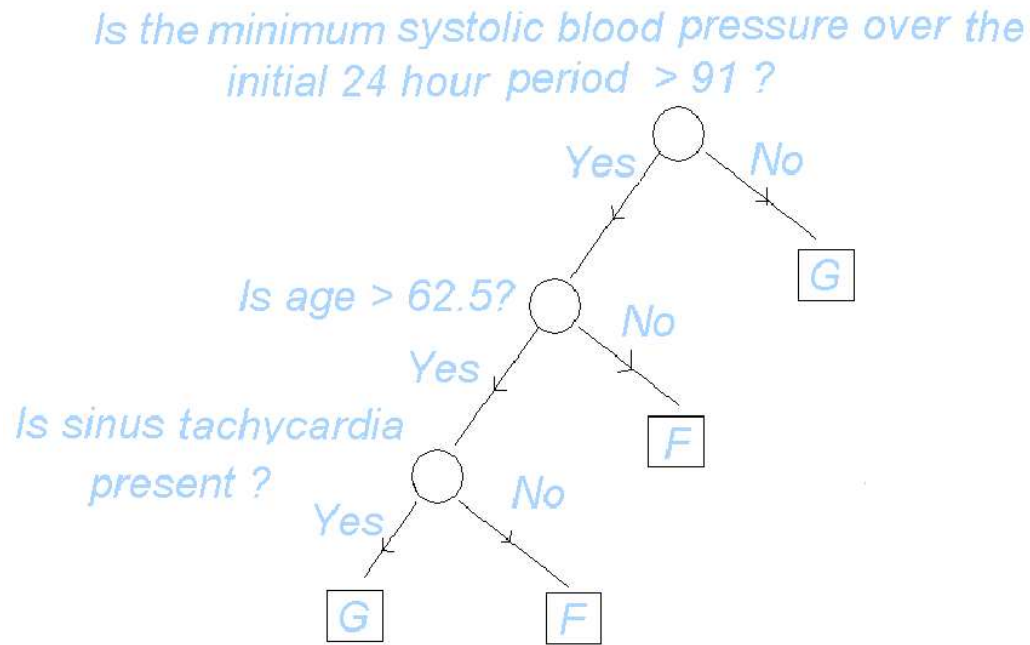 Is the minimum systolic blood pressure over the
initial 24 hour period > 91 ?
Yes
No
G
Is age > 62.5?
No
Yes
F
Is sinus tachycardia
present ?
No
Yes
G
F